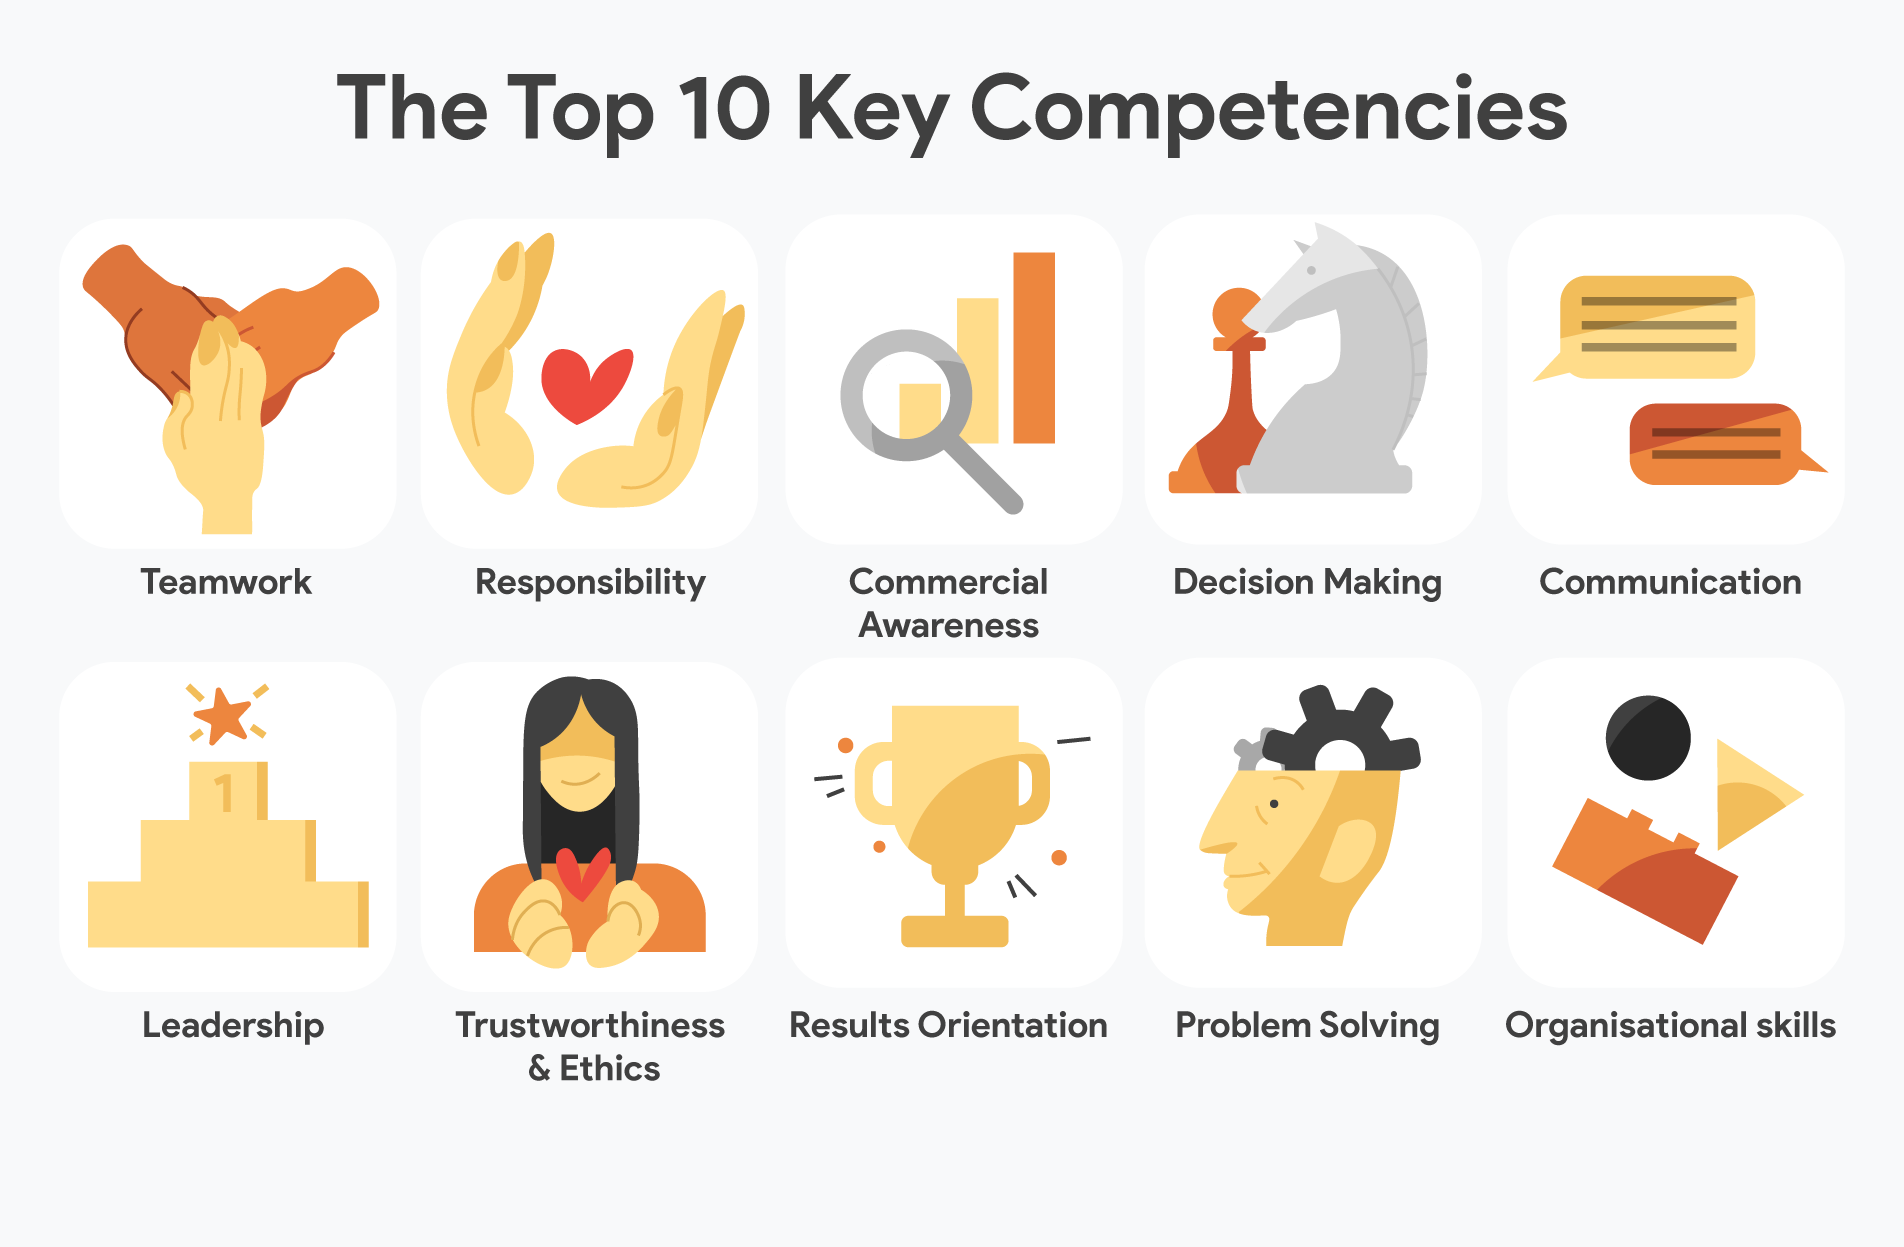 The Top 10 Key Competencies
Teamwork
Responsibility
Commercial
Awareness
Decision Making
Communication
1
Leadership
Trustworthiness
& Ethics
Results Orientation
Problem Solving
Organisational skills